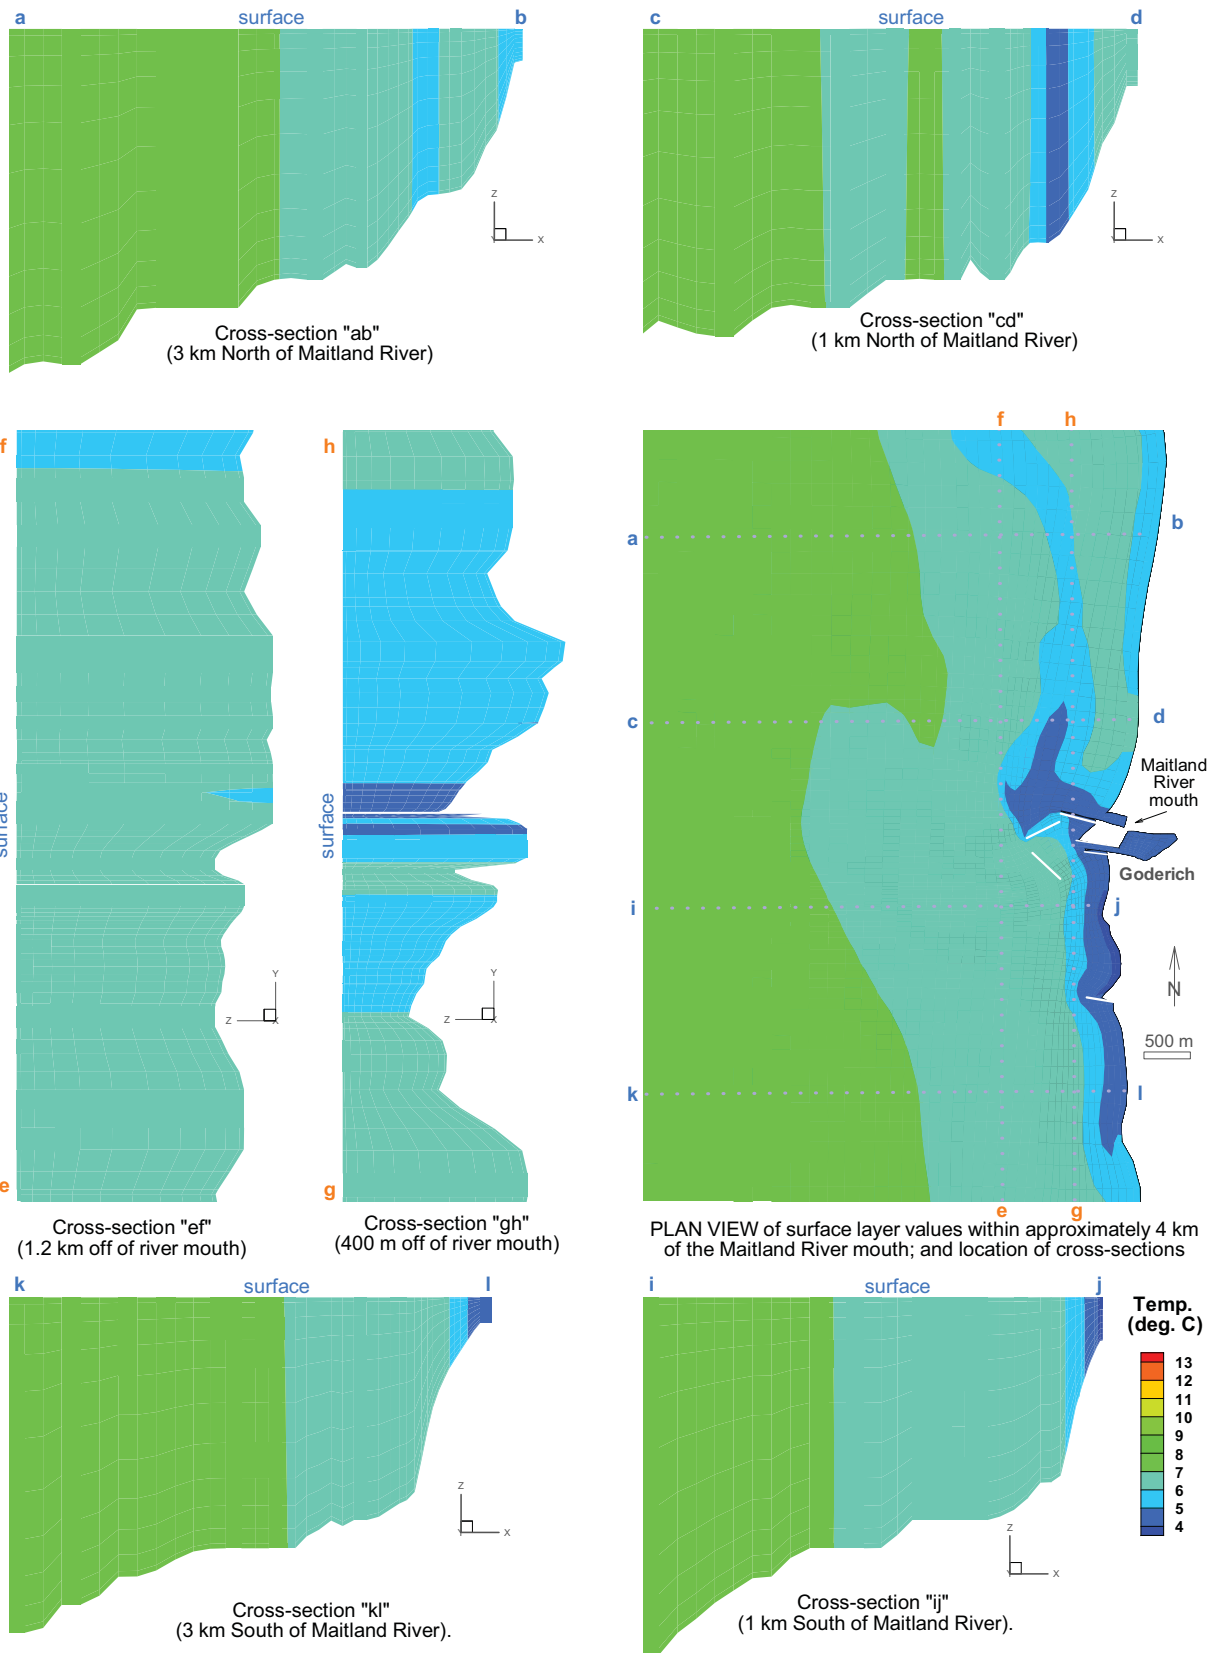 a surface b
c surface d
Z
X
Y
Z
X
Y
Cross-section "ab"
(3 km North of Maitland River)
Cross-section "cd"
(1 km North of Maitland River)
f
h
f h
a
b
c
d
surface
surface
Maitland
River
mouth
Goderich
i
j
N
500 m
k
l
Y
Z
X
Y
Z
X
e
g
e g
Cross-section "ef"
(1.2 km off of river mouth)
Cross-section "gh"
(400 m off of river mouth)
PLAN VIEW of surface layer values within approximately 4 km
of the Maitland River mouth; and location of cross-sections
k surface l
i surface j
Temp.
(deg. C)
13
12
11
10
9
8
7
6
5
4
Z
X
Y
Z
X
Y
Cross-section "kl"
(3 km South of Maitland River).
Cross-section "ij"
(1 km South of Maitland River).